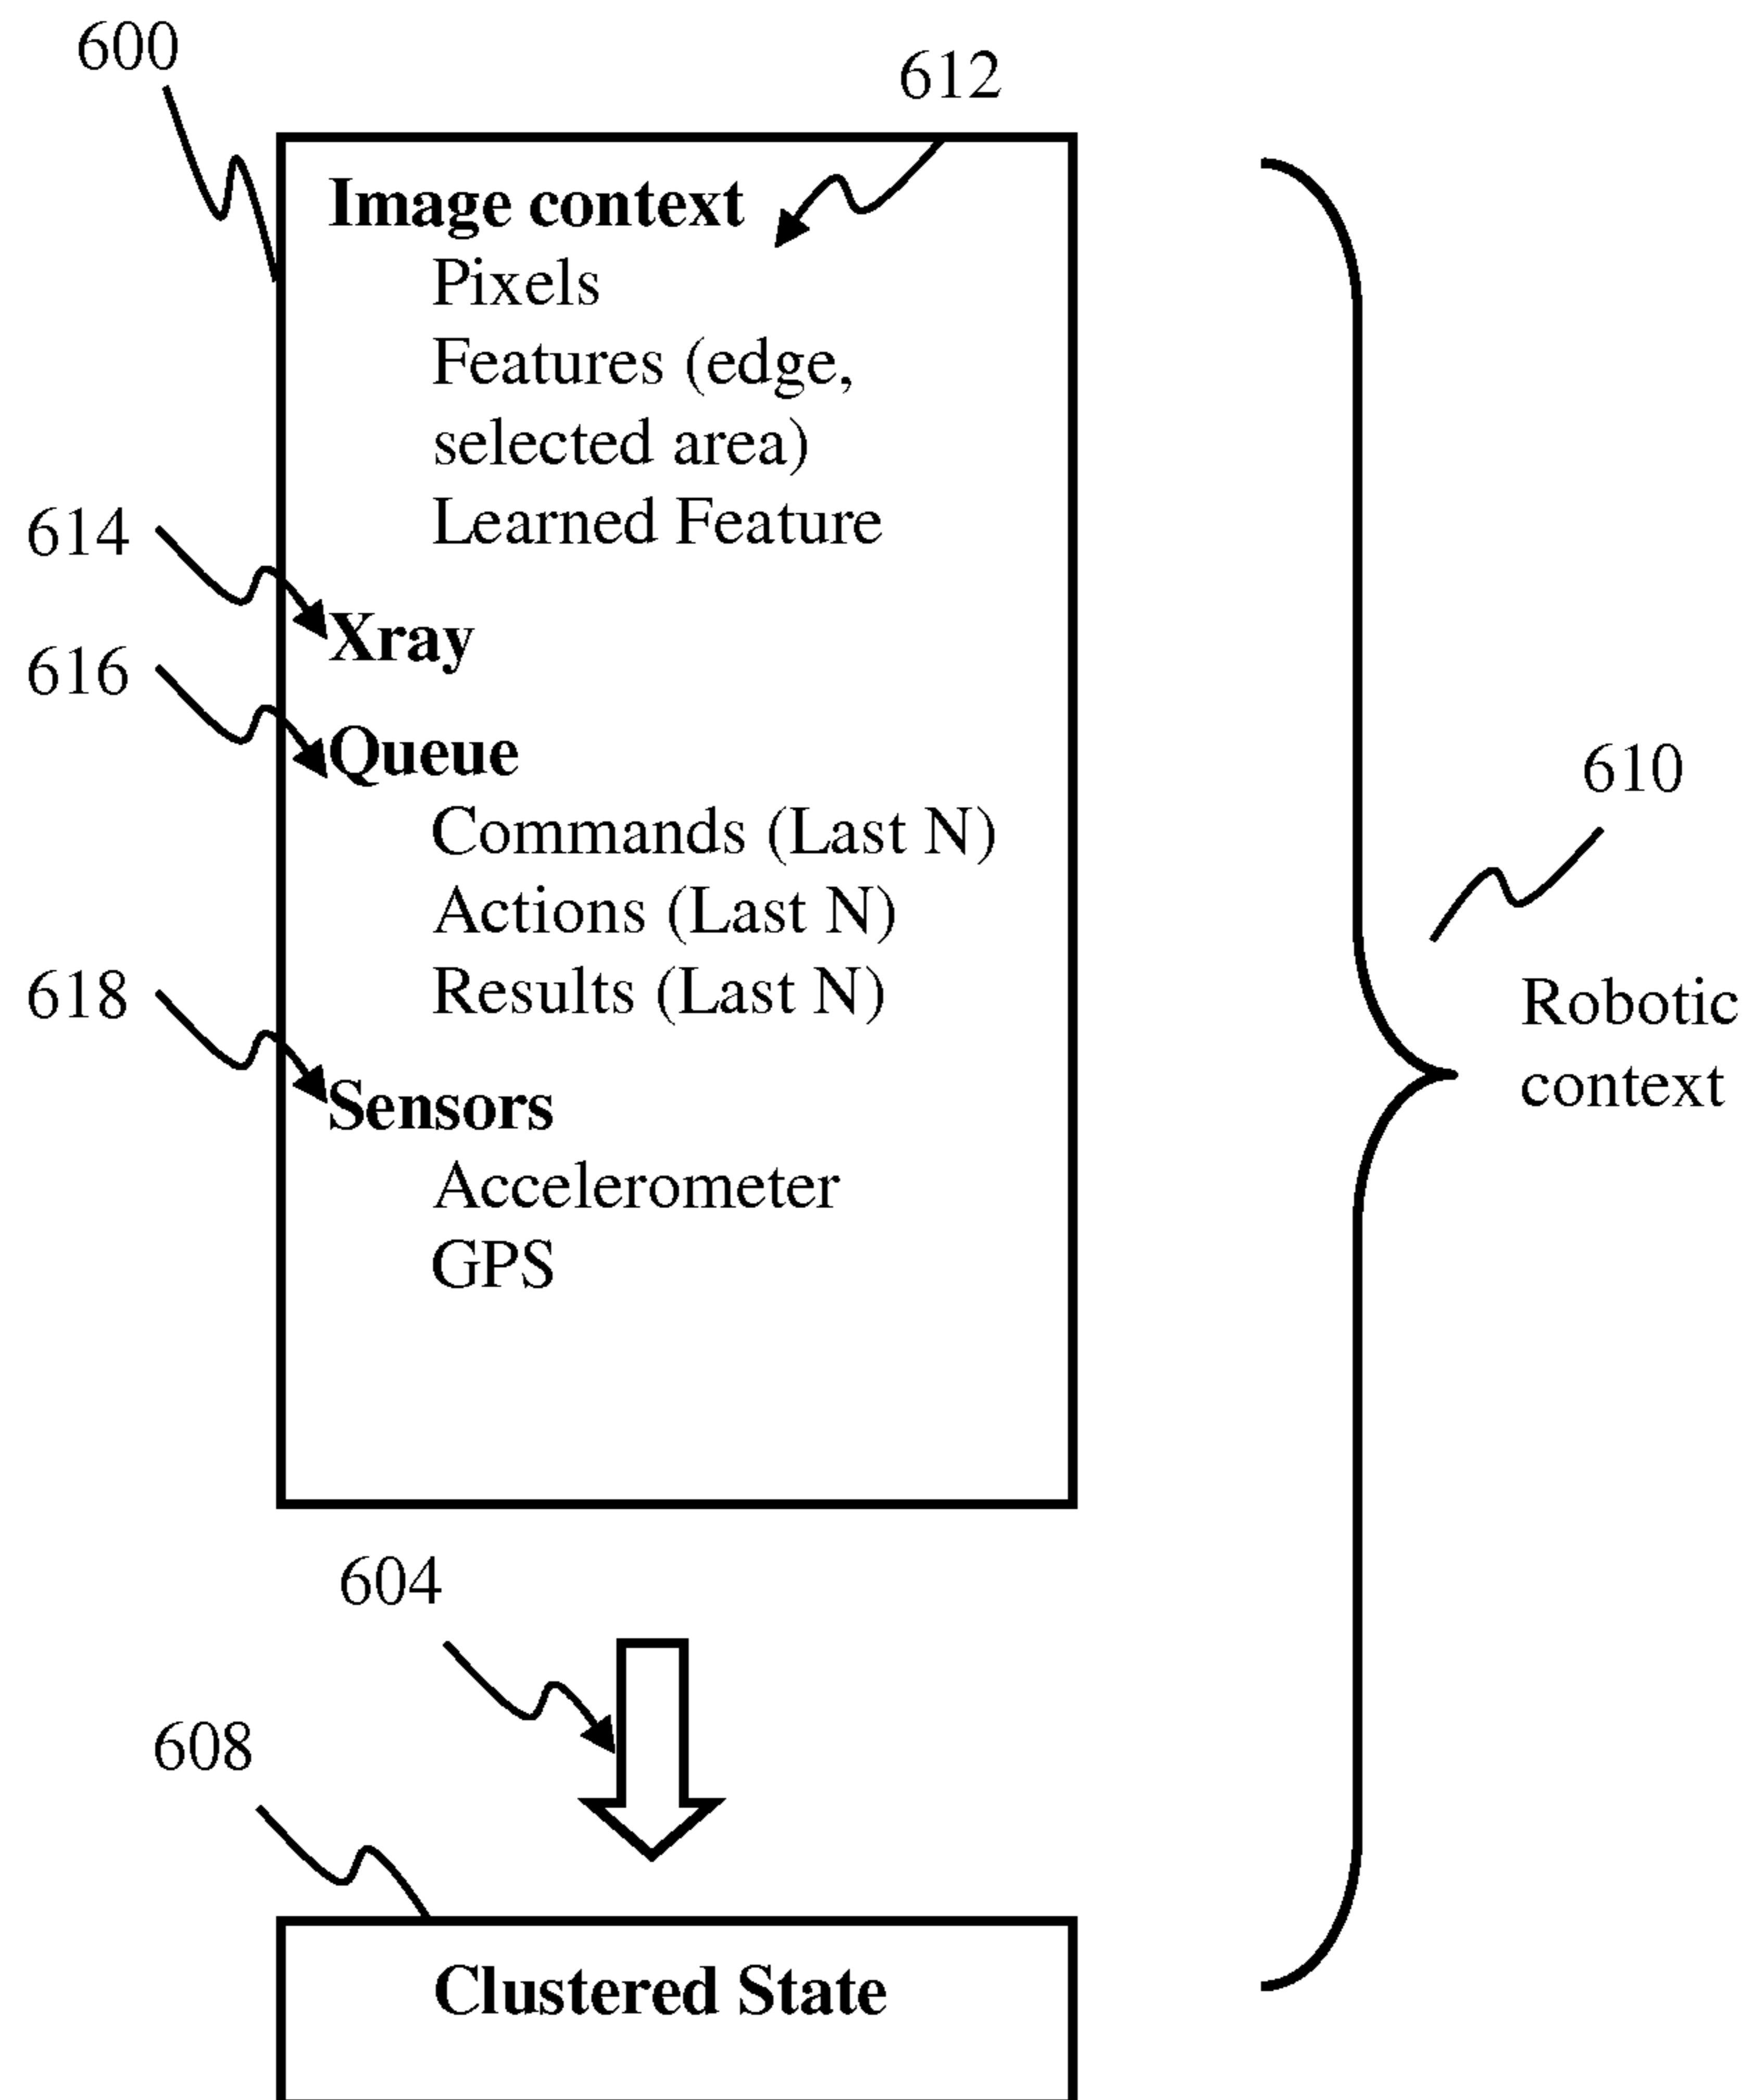 600
612
Image context
Pixels
Features (edge,
selected area)
Learned Feature
614
Xray
616
Queue
Commands (Last N)
Actions (Last N)
Results (Last N)
610
618
Robotic
context
Sensors
Accelerometer
GPS
604
608
Clustered State